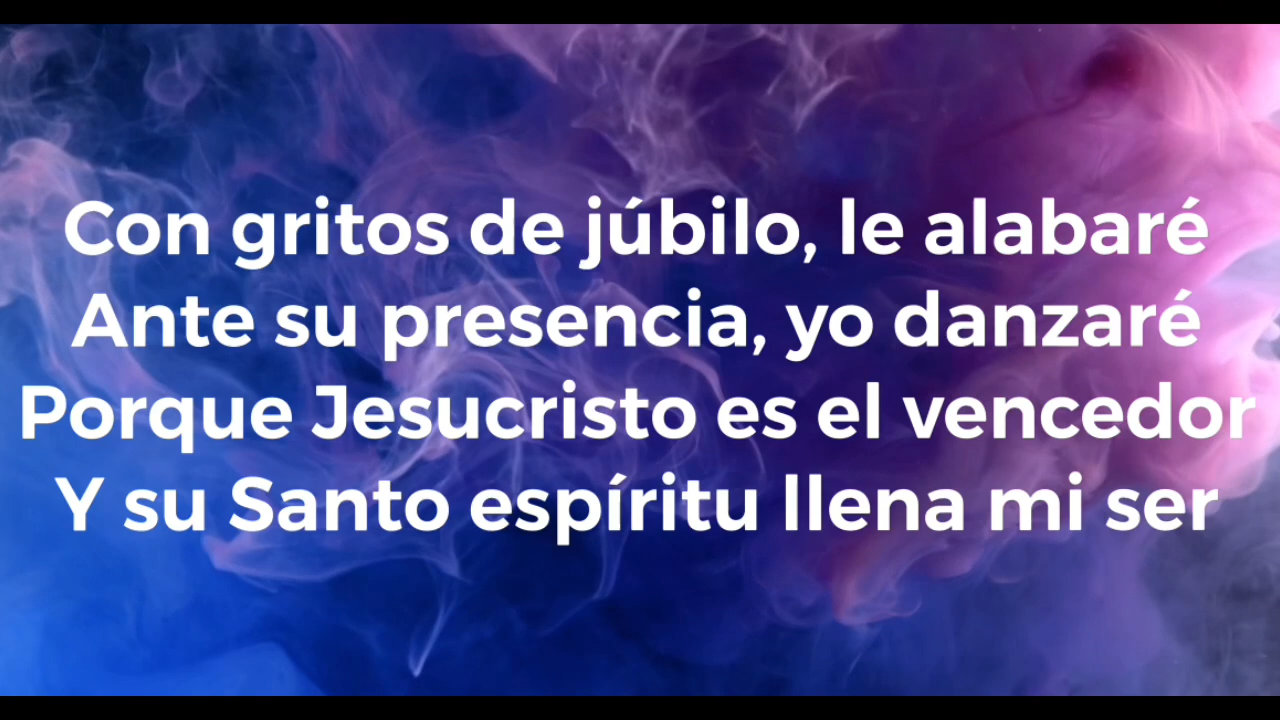 Con gritos de júbilo, le alabaré
Ante su presencia, yo danzaré
Porque Jesucristo es el vencedor
Y su Santo espíritu llena mi ser